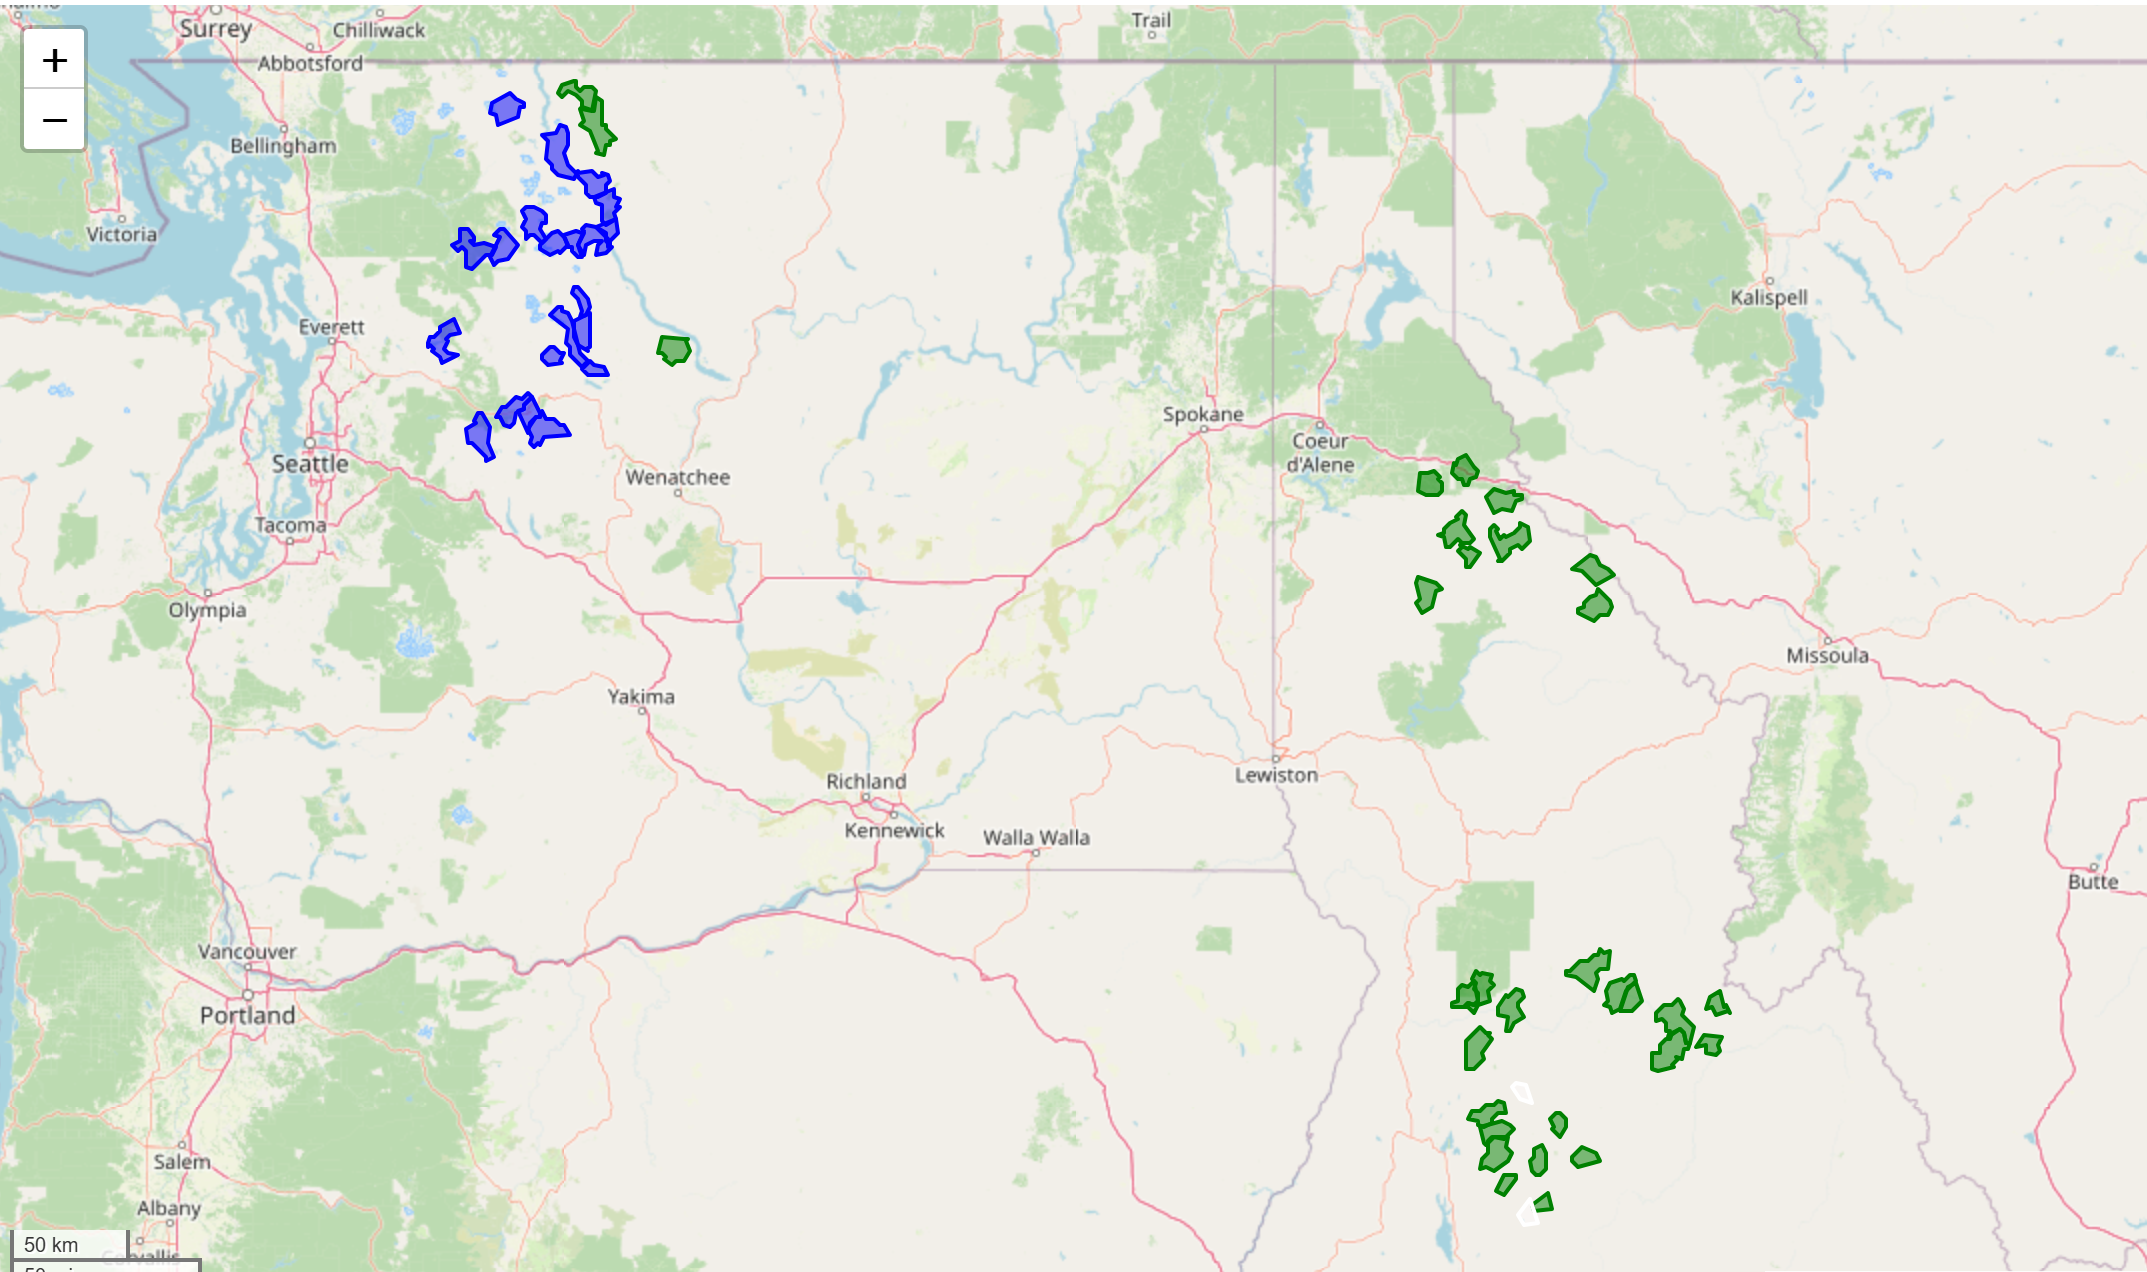 Surrey
Chilliwack
Trail
+
Abbotsford
−
Bellingham
Victoria
Kalispell
Everett
Spokane
Coeur
d'Alene
Seattle
Wenatchee
Tacoma
Olympia
Missoula
Yakima
Lewiston
Richland
Kennewick
Walla Walla
Butte
Vancouver
Portland
Salem
Albany
50 km
Corvallis